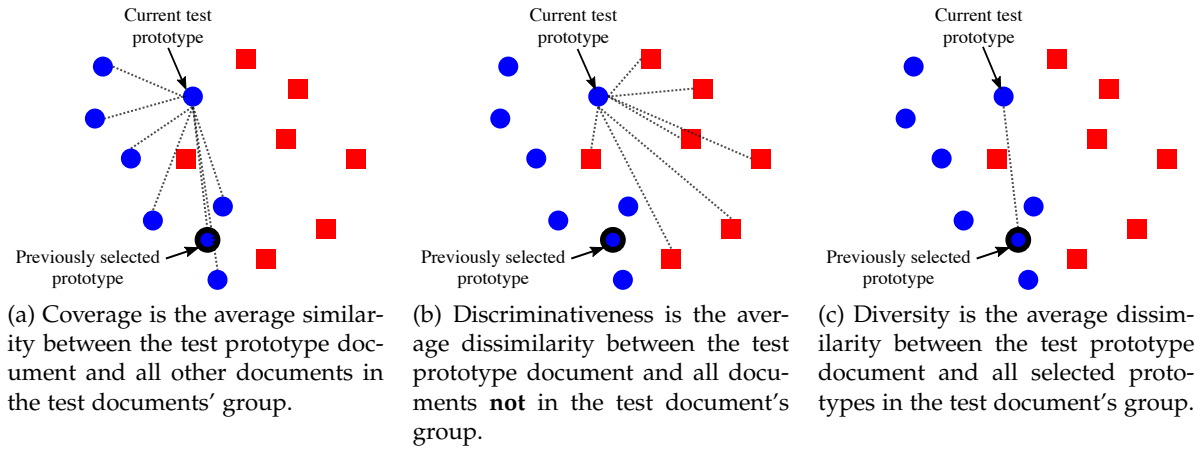 Current test
prototype
Previously selected
prototype
(a) Coverage is the average similar-
ity between the test prototype doc-
ument and all other documents in
the test documents' group.
Current test
prototype
Previously selected
prototype
(b) Discriminativeness is the aver-
age dissimilarity between the test
prototype document and all docu-
ments not in the test document's
group.
Current test
prototype
Previously selected
prototype
(c) Diversity is the average dissim-
ilarity between the test prototype
document and all selected proto-
types in the test document's group.